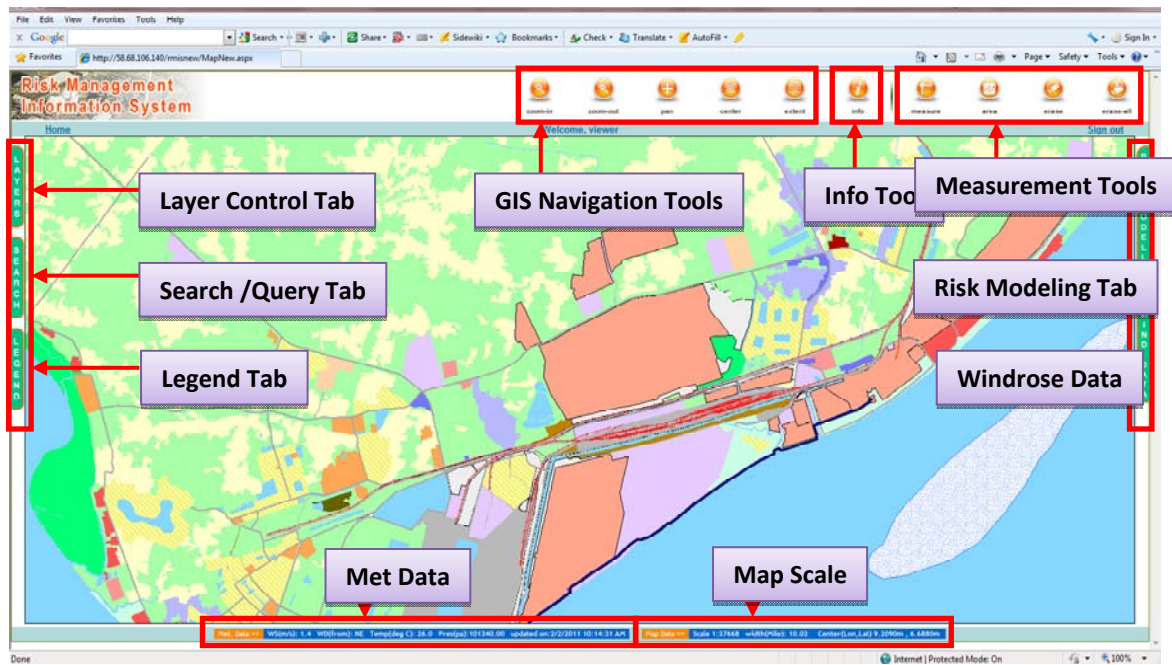 File Edit View Favorites Tools Help
x Google Search Share Sidewiki Bookmarks Check Translate AutoFill Sign In
Favorites http://58.68.106.140/rmisnew/MapNew.aspx Page Safety Tools
Risk Management
Information System
zoom-in zoom-out pan center extent info measure area erase erase-all
Home Welcome, viewer Sign out
LAYERS
SEARCH
LEGEND
Layer Control Tab
GIS Navigation Tools
Info Too
Measurement Tools
Search /Query Tab
Risk Modeling Tab
Legend Tab
Windrose Data
Met Data
Map Scale
Met. Data >> WS(m/s): 1.4 WD(from): NE Temp(deg C): 26.0 Pres(pa):101340.00 updated on:2/2/2011 10:14:31 AM
Map Data >> Scale 1:37668 width(Mile): 10.02 Center(Lon,Lat) 9.2090m , 6.6880m
Done Internet | Protected Mode: On 100%